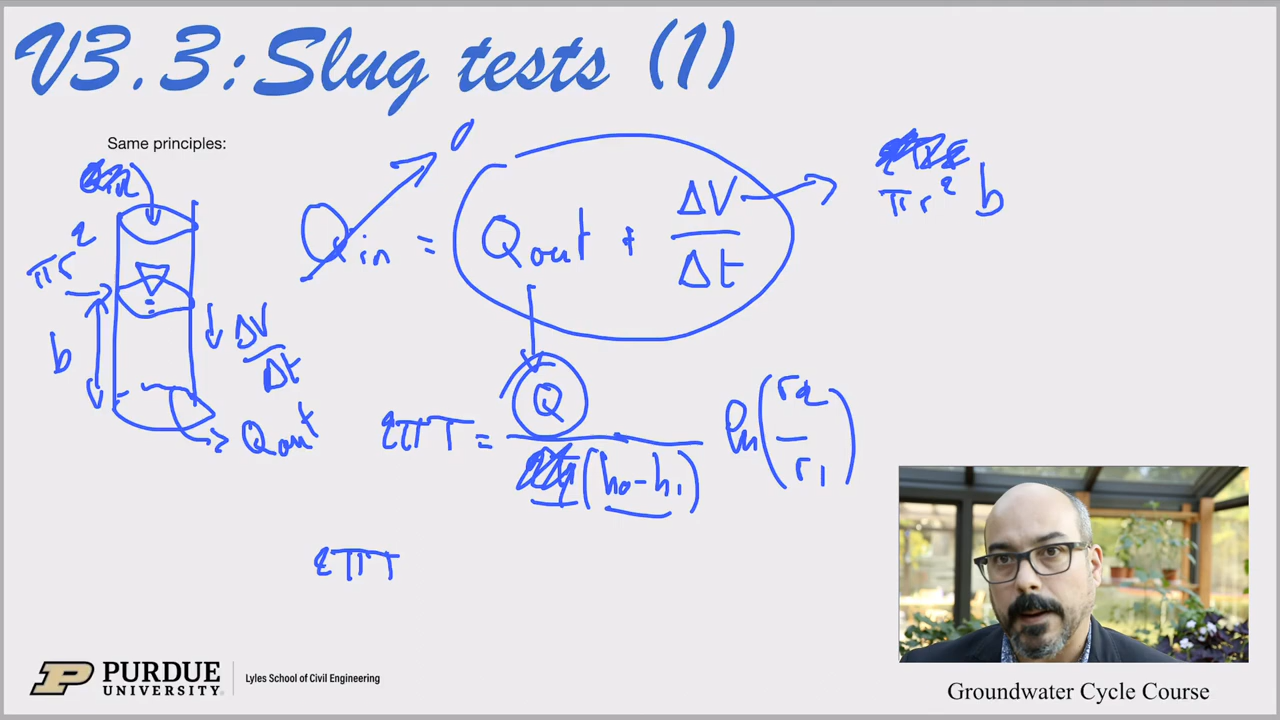 V3.3: Slug tests (1)
Same principles:
0
Qin = Qout + ΔV/Δt
πr² b
πr²
b
ΔV/Δt
Qout
2πT = Q/(h0-h1) ln(r2/r1)
2πT
PURDUE UNIVERSITY
Lyles School of Civil Engineering
Groundwater Cycle Course